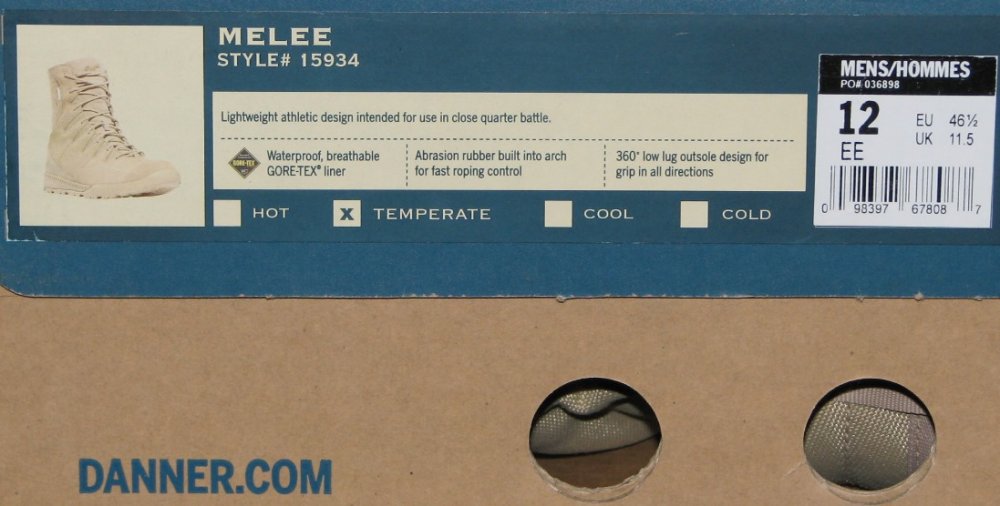 MELEE
STYLE# 15934
Lightweight athletic design intended for use in close quarter battle.
GORE-TEX
Waterproof, breathable
GORE-TEX® liner
Abrasion rubber built into arch
for fast roping control
360° low lug outsole design for
grip in all directions
HOT
X TEMPERATE
COOL
COLD
MENS/HOMMES
PO# 036898
12
EE
EU 46½
UK 11.5
0 98397 67808 7
DANNER.COM